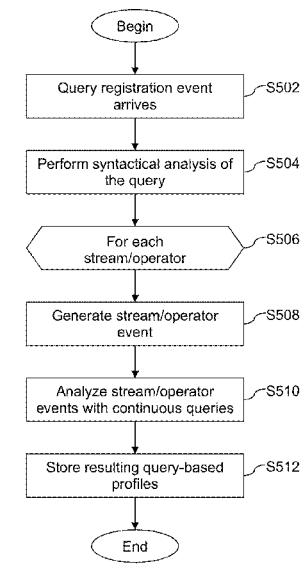 Begin
Query registration event
arrives
S502
Perform syntactical analysis of
the query
S504
For each
stream/operator
S506
Generate stream/operator
event
S508
Analyze stream/operator
events with continuous queries
S510
Store resulting query-based
profiles
S512
End